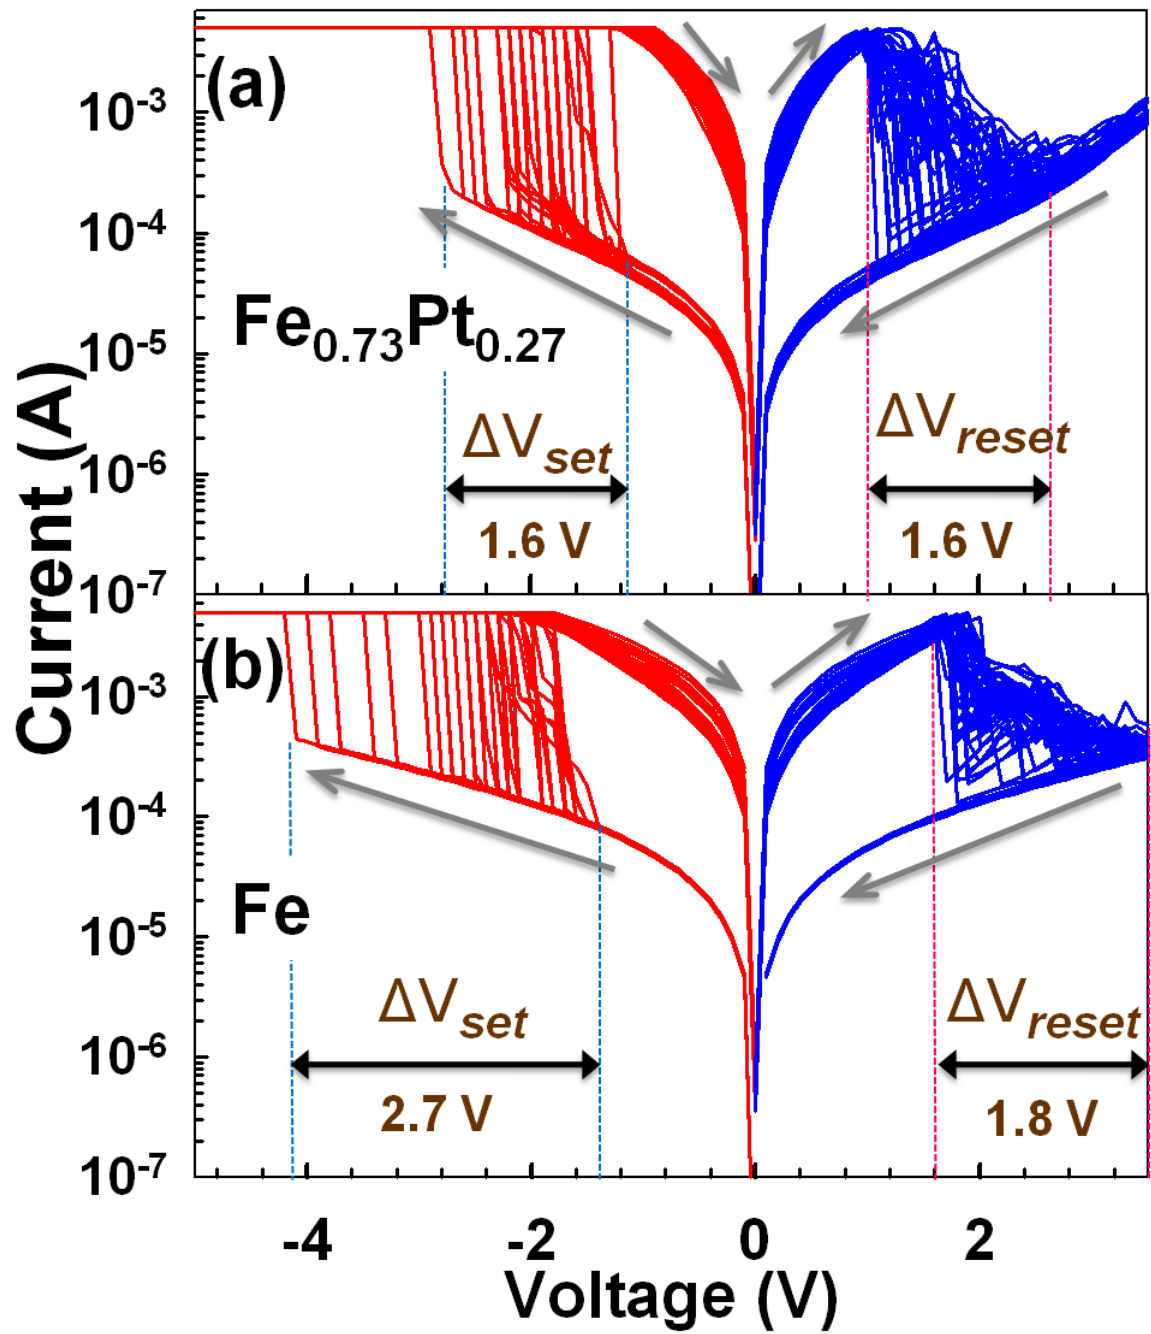 (a)
10⁻³
10⁻⁴
Fe₀.₇₃Pt₀.₂₇
10⁻⁵
ΔVset
ΔVreset
10⁻⁶
1.6 V
1.6 V
10⁻⁷
Current (A)
(b)
10⁻³
10⁻⁴
Fe
10⁻⁵
ΔVset
ΔVreset
10⁻⁶
2.7 V
1.8 V
10⁻⁷
-4 -2 0 2
Voltage (V)